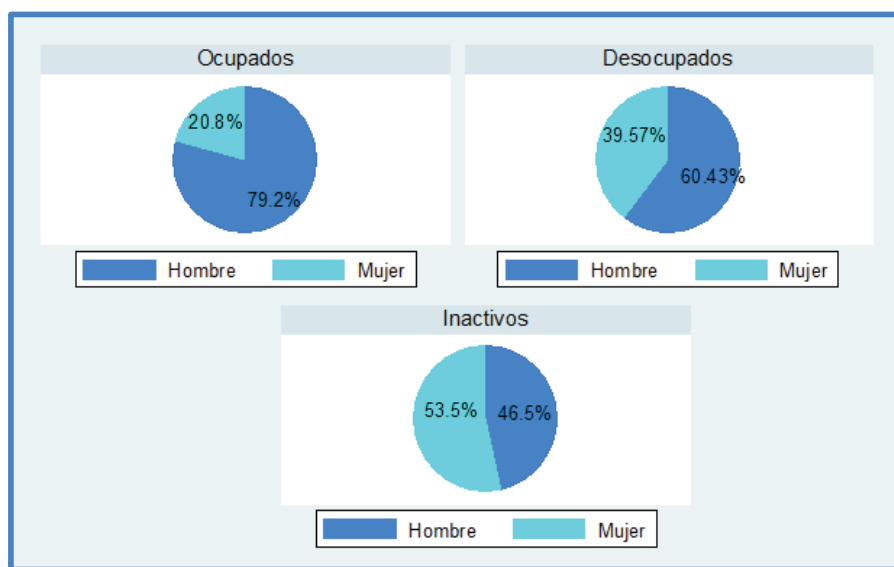 Ocupados
20.8%
79.2%
Hombre Mujer
Desocupados
39.57%
60.43%
Hombre Mujer
Inactivos
53.5% 46.5%
Hombre Mujer